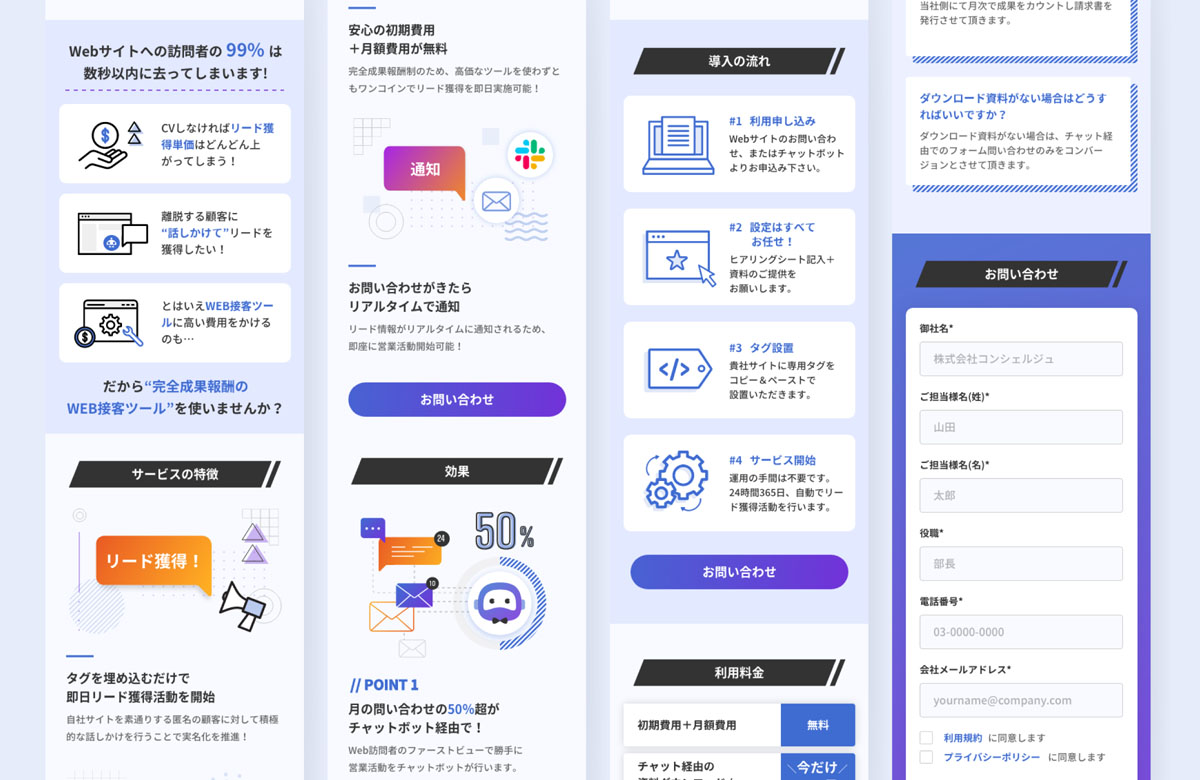 Webサイトへの訪問者の 99% は
数秒以内に去ってしまいます!
CVしなければリード獲
得単価はどんどん上
がってしまう！
離脱する顧客に
“話しかけて”リードを
獲得したい！
とはいえWEB接客ツー
ルに高い費用をかける
のも…
だから“完全成果報酬の
WEB接客ツール”を使いませんか？
サービスの特徴
リード獲得！
タグを埋め込むだけで
即日リード獲得活動を開始
自社サイトを素通りする匿名の顧客に対して積極
的な話しかけを行うことで実名化を推進！
安心の初期費用
＋月額費用が無料
完全成果報酬制のため、高価なツールを使わずと
もワンコインでリード獲得を即日実施可能！
通知
お問い合わせがきたら
リアルタイムで通知
リード情報がリアルタイムに通知されるため、
即座に営業活動開始可能！
お問い合わせ
効果
50%
24
10
// POINT 1
月の問い合わせの50%超が
チャットボット経由で！
Web訪問者のファーストビューで勝手に
営業活動をチャットボットが行います。
導入の流れ
#1 利用申し込み
Webサイトのお問い合わ
せ、またはチャットボット
よりお申込み下さい。
#2 設定はすべて
お任せ！
ヒアリングシート記入＋
資料のご提供を
お願いします。
#3 タグ設置
</>
貴社サイトに専用タグを
コピー＆ペーストで
設置いただきます。
#4 サービス開始
運用の手間は不要です。
24時間365日、自動でリー
ド獲得活動を行います。
お問い合わせ
利用料金
初期費用＋月額費用
無料
チャット経由の
＼今だけ／
当社側にて月次で成果をカウントし請求書を
発行させて頂きます。
ダウンロード資料がない場合はどうす
ればいいですか？
ダウンロード資料がない場合は、チャット経
由でのフォーム問い合わせのみをコンバー
ジョンとさせて頂きます。
お問い合わせ
御社名*
株式会社コンシェルジュ
ご担当様名(姓)*
山田
ご担当様名(名)*
太郎
役職*
部長
電話番号*
03-0000-0000
会社メールアドレス*
yourname@company.com
利用規約 に同意します
プライバシーポリシー に同意します